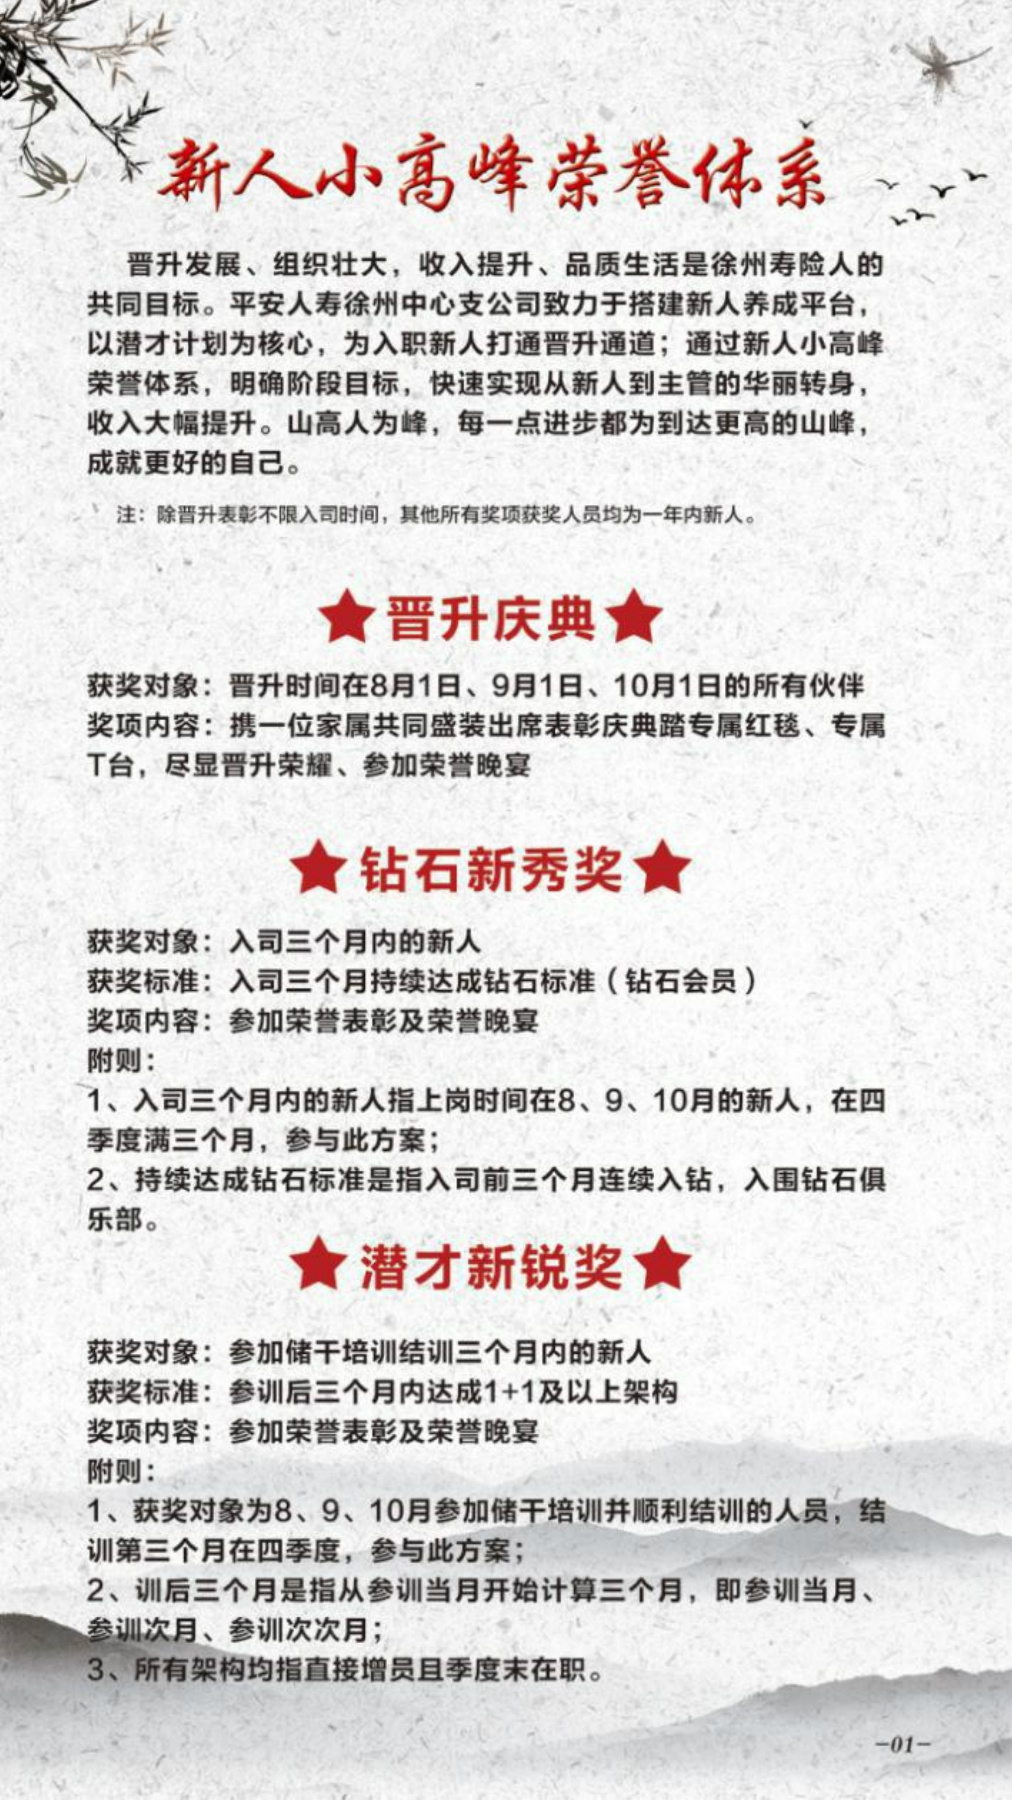 新人小高峰荣誉体系
晋升发展、组织壮大，收入提升、品质生活是徐州寿险人的
共同目标。平安人寿徐州中心支公司致力于搭建新人养成平台，
以潜才计划为核心，为入职新人打通晋升通道；通过新人小高峰
荣誉体系，明确阶段目标，快速实现从新人到主管的华丽转身，
收入大幅提升。山高人为峰，每一点进步都为到达更高的山峰，
成就更好的自己。
注：除晋升表彰不限入司时间，其他所有奖项获奖人员均为一年内新人。
晋升庆典
获奖对象：晋升时间在8月1日、9月1日、10月1日的所有伙伴
奖项内容：携一位家属共同盛装出席表彰庆典踏专属红毯、专属
T台，尽显晋升荣耀、参加荣誉晚宴
钻石新秀奖
获奖对象：入司三个月内的新人
获奖标准：入司三个月持续达成钻石标准（钻石会员）
奖项内容：参加荣誉表彰及荣誉晚宴
附则：
1、入司三个月内的新人指上岗时间在8、9、10月的新人，在四
季度满三个月，参与此方案；
2、持续达成钻石标准是指入司前三个月连续入钻，入围钻石俱
乐部。
潜才新锐奖
获奖对象：参加储干培训结训三个月内的新人
获奖标准：参训后三个月内达成1+1及以上架构
奖项内容：参加荣誉表彰及荣誉晚宴
附则：
1、获奖对象为8、9、10月参加储干培训并顺利结训的人员，结
训第三个月在四季度，参与此方案；
2、训后三个月是指从参训当月开始计算三个月，即参训当月、
参训次月、参训次次月；
3、所有架构均指直接增员且季度末在职。
-01-